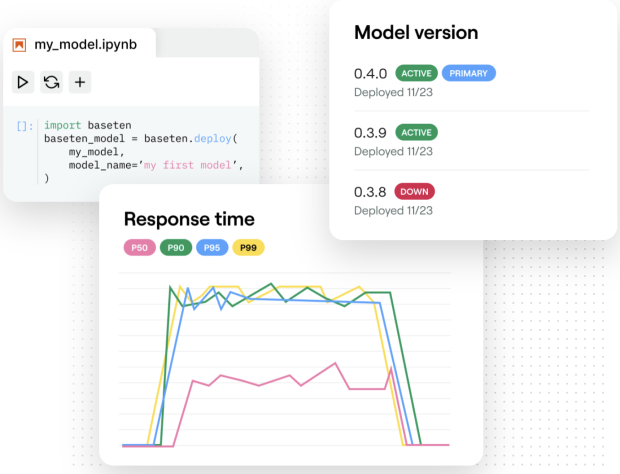 my_model.ipynb
[]: import baseten
baseten_model = baseten.deploy(
my_model,
model_name='my first model',
)
Model version
0.4.0 ACTIVE PRIMARY
Deployed 11/23
0.3.9 ACTIVE
Deployed 11/23
0.3.8 DOWN
Deployed 11/23
Response time
P50 P90 P95 P99